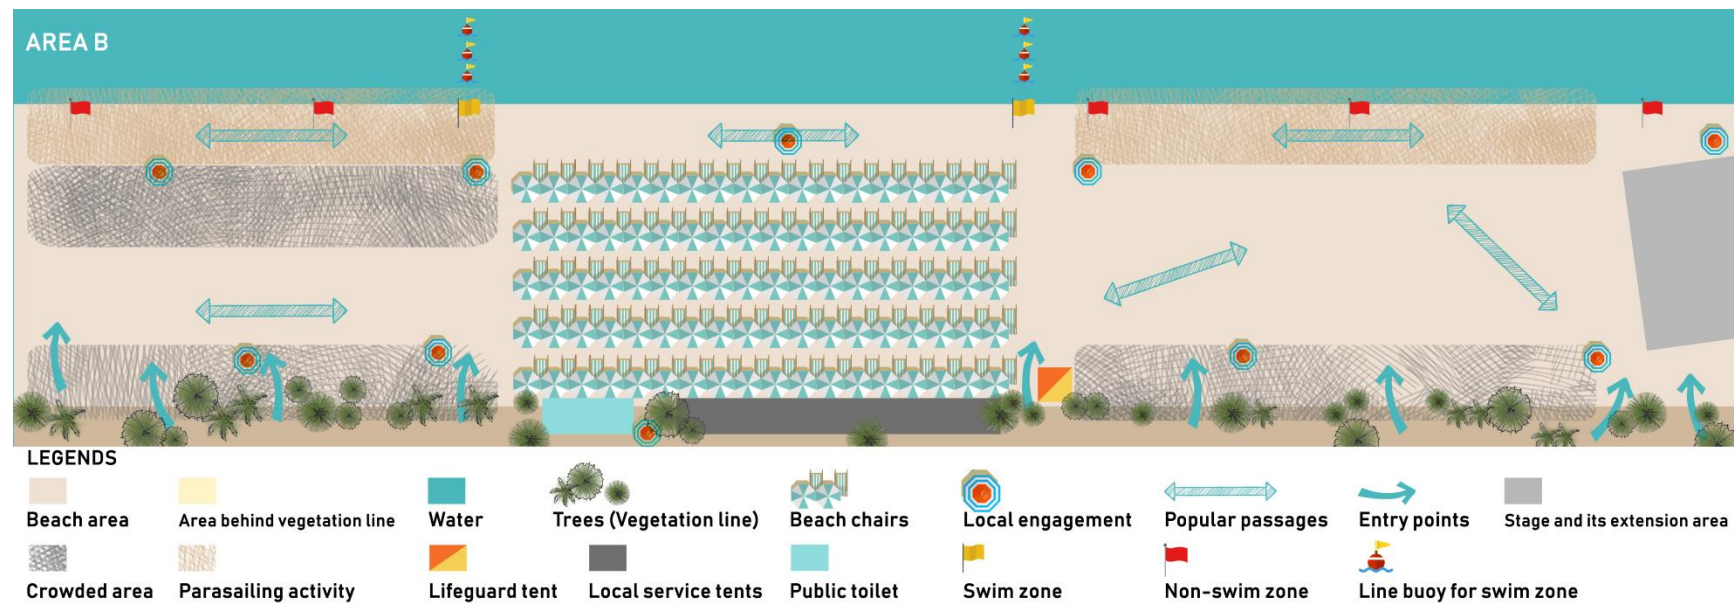 AREA B
LEGENDS
Beach area
Area behind vegetation line
Water
Trees (Vegetation line)
Beach chairs
Local engagement
Popular passages
Entry points
Stage and its extension area
Crowded area
Parasailing activity
Lifeguard tent
Local service tents
Public toilet
Swim zone
Non-swim zone
Line buoy for swim zone